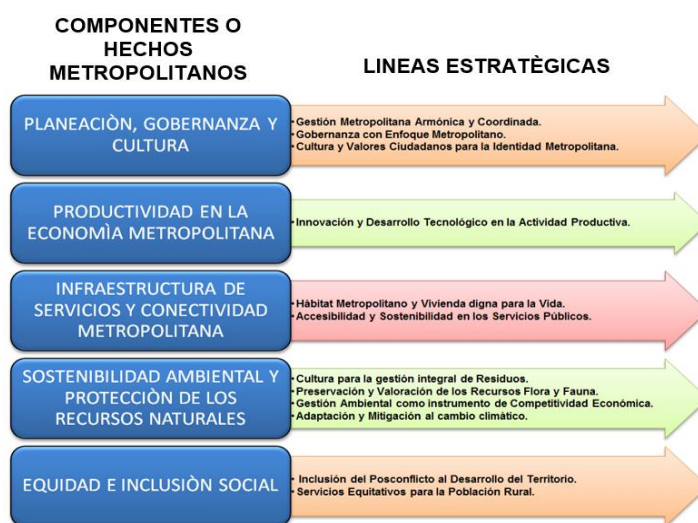 COMPONENTES O
HECHOS
METROPOLITANOS
LINEAS ESTRATÈGICAS
PLANEACIÒN, GOBERNANZA Y
CULTURA
• Gestión Metropolitana Armónica y Coordinada.
• Gobernanza con Enfoque Metropolitano.
• Cultura y Valores Ciudadanos para la Identidad Metropolitana.
PRODUCTIVIDAD EN LA
ECONOMÌA METROPOLITANA
• Innovación y Desarrollo Tecnológico en la Actividad Productiva.
INFRAESTRUCTURA DE
SERVICIOS Y CONECTIVIDAD
METROPOLITANA
• Hábitat Metropolitano y Vivienda digna para la Vida.
• Accesibilidad y Sostenibilidad en los Servicios Públicos.
SOSTENIBILIDAD AMBIENTAL Y
PROTECCIÒN DE LOS
RECURSOS NATURALES
• Cultura para la gestión integral de Residuos.
• Preservación y Valoración de los Recursos Flora y Fauna.
• Gestión Ambiental como instrumento de Competitividad Económica.
• Adaptación y Mitigación al cambio climático.
EQUIDAD E INCLUSIÒN SOCIAL
• Inclusión del Posconflicto al Desarrollo del Territorio.
• Servicios Equitativos para la Población Rural.